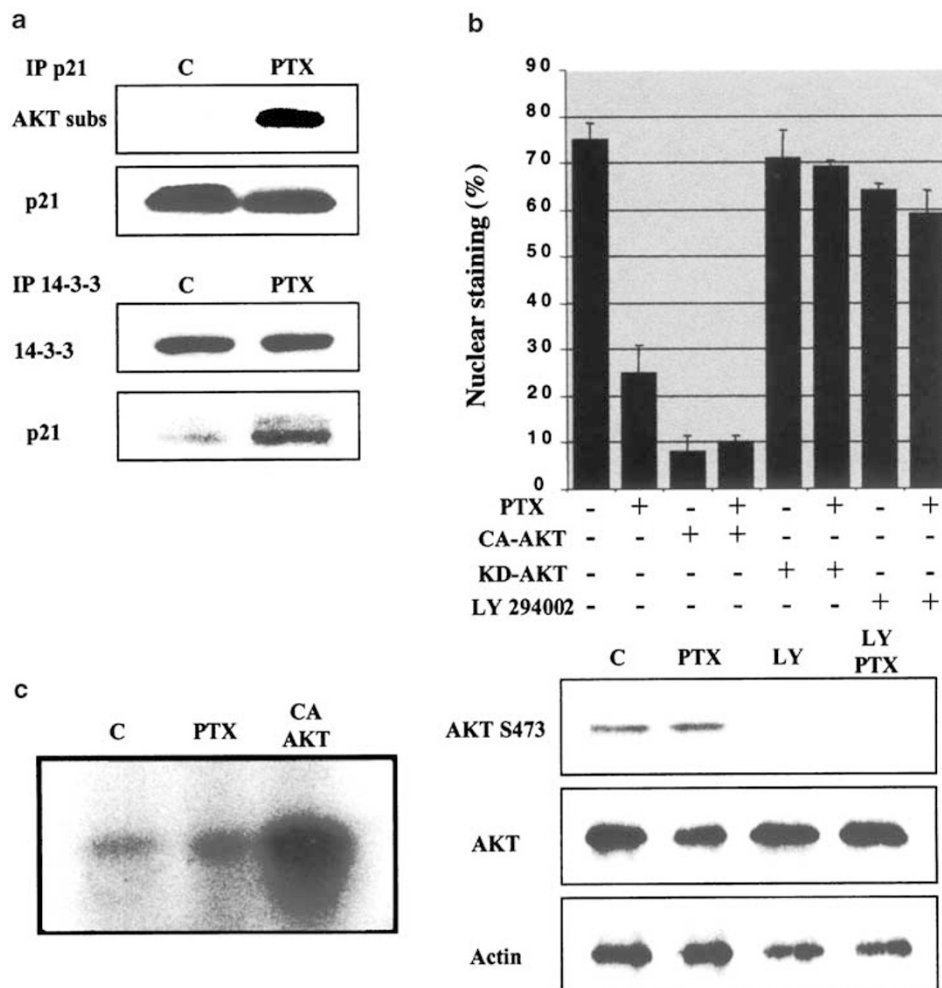 a
IP p21
C PTX
AKT subs
p21
IP 14-3-3
C PTX
14-3-3
p21
b
Nuclear staining (%)
90
80
70
60
50
40
30
20
10
0
PTX - + - + - + - +
CA-AKT - - + + - - - -
KD-AKT - - - - + + - -
LY 294002 - - - - - - + +
C PTX LY LY PTX
AKT S473
AKT
Actin
c
C PTX CA AKT